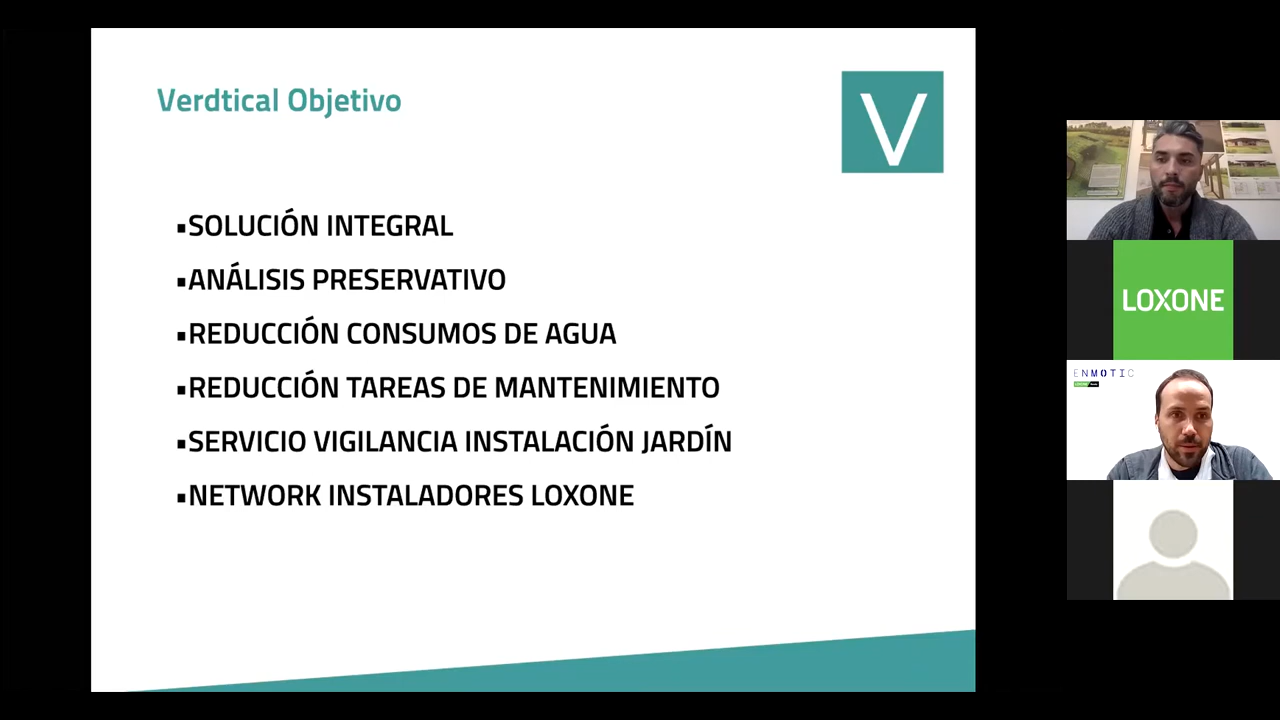 Verdtical Objetivo
V
▪SOLUCIÓN INTEGRAL
▪ANÁLISIS PRESERVATIVO
▪REDUCCIÓN CONSUMOS DE AGUA
▪REDUCCIÓN TAREAS DE MANTENIMIENTO
▪SERVICIO VIGILANCIA INSTALACIÓN JARDÍN
▪NETWORK INSTALADORES LOXONE
LOXONE
ENMOTIC